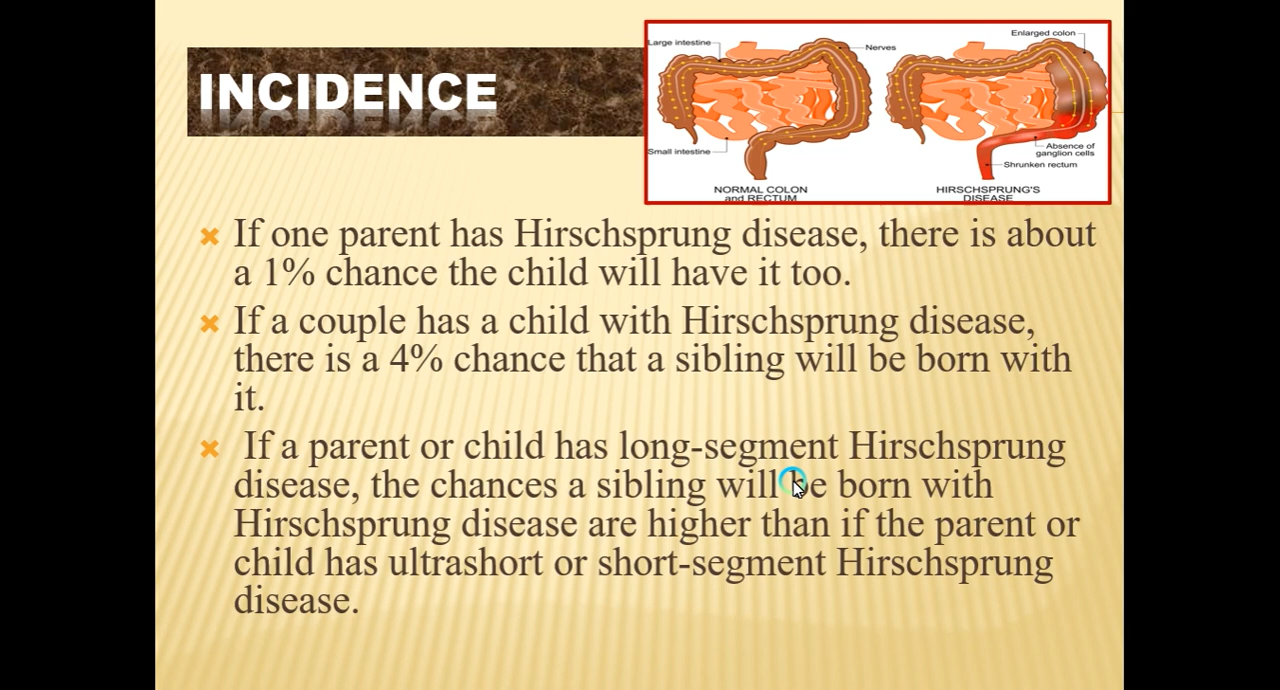 INCIDENCE
Large intestine
Nerves
Small intestine
NORMAL COLON
and RECTUM
Enlarged colon
Absence of
ganglion cells
Shrunken rectum
HIRSCHSPRUNG'S
DISEASE
If one parent has Hirschsprung disease, there is about
a 1% chance the child will have it too.
If a couple has a child with Hirschsprung disease,
there is a 4% chance that a sibling will be born with
it.
If a parent or child has long-segment Hirschsprung
disease, the chances a sibling will be born with
Hirschsprung disease are higher than if the parent or
child has ultrashort or short-segment Hirschsprung
disease.